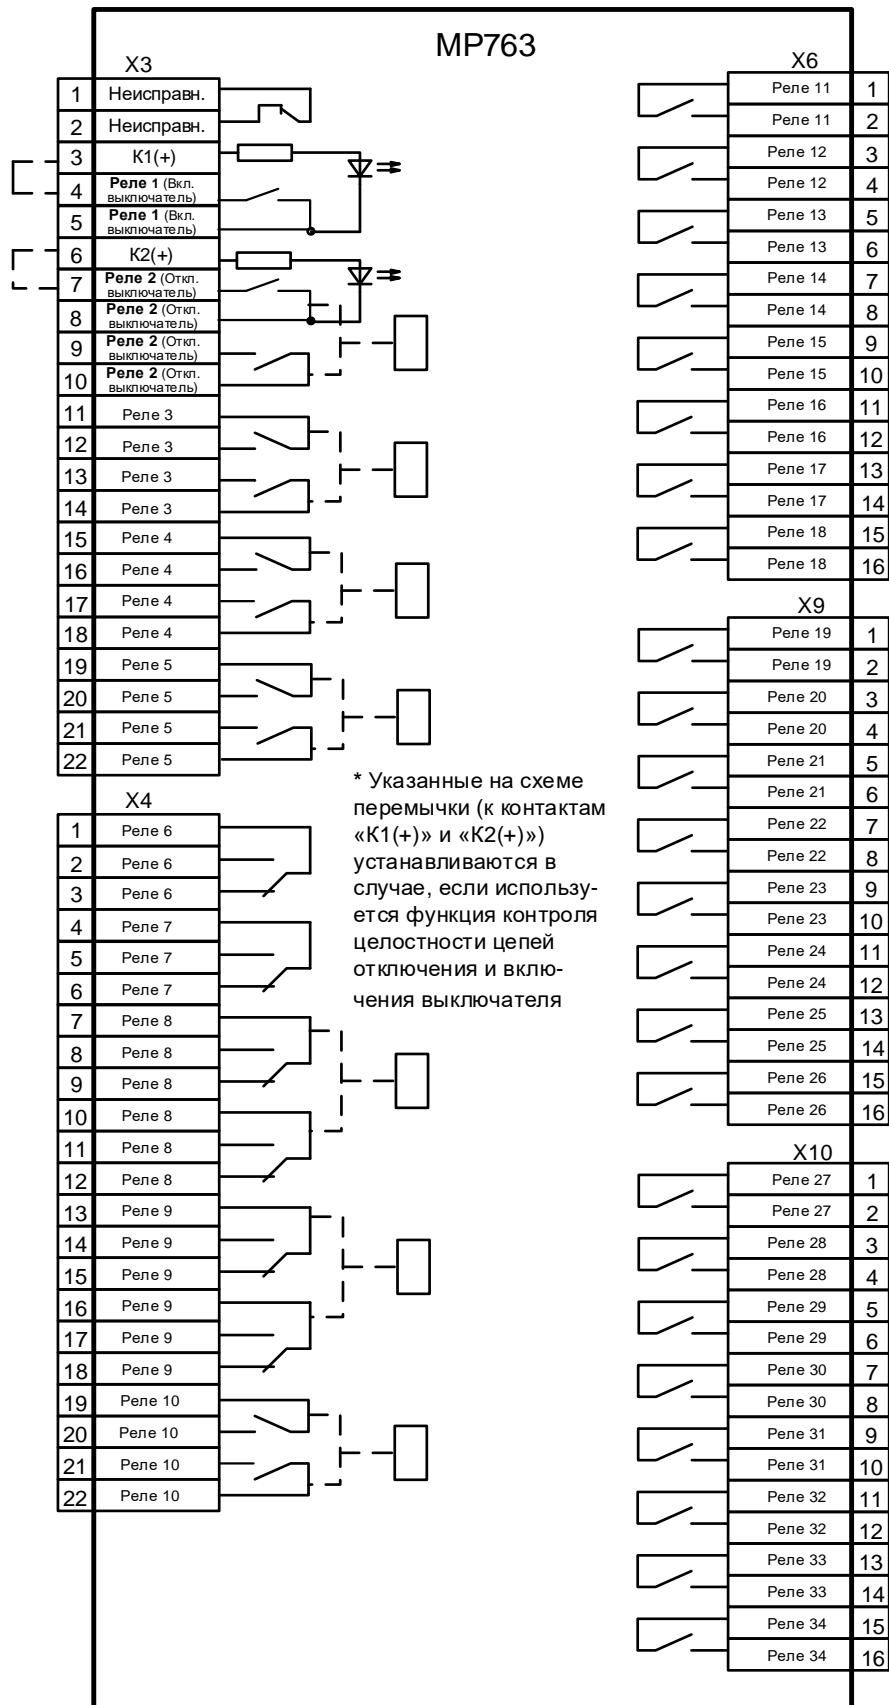 МР763
X3
1 Неисправн.
2 Неисправн.
3 К1(+)
4 Реле 1 (Вкл.
выключатель)
5 Реле 1 (Вкл.
выключатель)
6 К2(+)
7 Реле 2 (Откл.
выключатель)
8 Реле 2 (Откл.
выключатель)
9 Реле 2 (Откл.
выключатель)
10 Реле 2 (Откл.
выключатель)
11 Реле 3
12 Реле 3
13 Реле 3
14 Реле 3
15 Реле 4
16 Реле 4
17 Реле 4
18 Реле 4
19 Реле 5
20 Реле 5
21 Реле 5
22 Реле 5
X4
1 Реле 6
2 Реле 6
3 Реле 6
4 Реле 7
5 Реле 7
6 Реле 7
7 Реле 8
8 Реле 8
9 Реле 8
10 Реле 8
11 Реле 8
12 Реле 8
13 Реле 9
14 Реле 9
15 Реле 9
16 Реле 9
17 Реле 9
18 Реле 9
19 Реле 10
20 Реле 10
21 Реле 10
22 Реле 10
* Указанные на схеме
перемычки (к контактам
«К1(+)» и «К2(+)»)
устанавливаются в
случае, если использу-
ется функция контроля
целостности цепей
отключения и вклю-
чения выключателя
X6
Реле 11 1
Реле 11 2
Реле 12 3
Реле 12 4
Реле 13 5
Реле 13 6
Реле 14 7
Реле 14 8
Реле 15 9
Реле 15 10
Реле 16 11
Реле 16 12
Реле 17 13
Реле 17 14
Реле 18 15
Реле 18 16
X9
Реле 19 1
Реле 19 2
Реле 20 3
Реле 20 4
Реле 21 5
Реле 21 6
Реле 22 7
Реле 22 8
Реле 23 9
Реле 23 10
Реле 24 11
Реле 24 12
Реле 25 13
Реле 25 14
Реле 26 15
Реле 26 16
X10
Реле 27 1
Реле 27 2
Реле 28 3
Реле 28 4
Реле 29 5
Реле 29 6
Реле 30 7
Реле 30 8
Реле 31 9
Реле 31 10
Реле 32 11
Реле 32 12
Реле 33 13
Реле 33 14
Реле 34 15
Реле 34 16